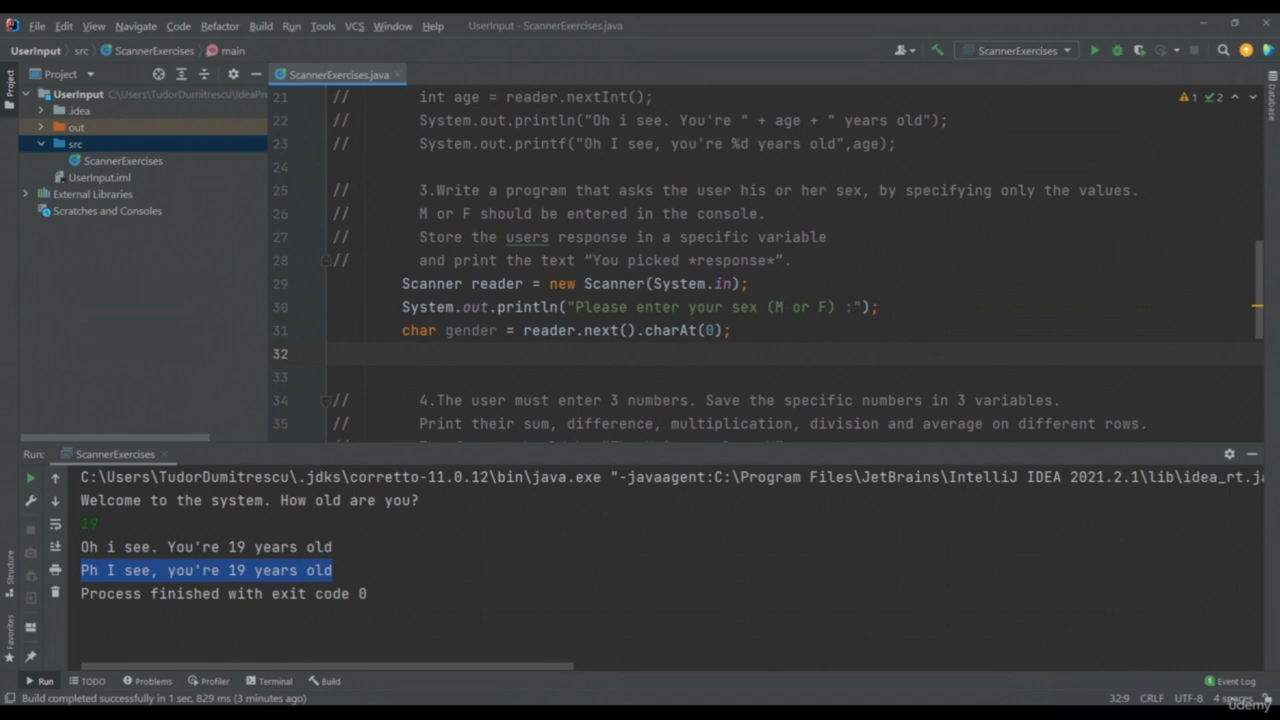 File Edit View Navigate Code Refactor Build Run Tools VCS Window Help UserInput - ScannerExercises.java
UserInput src ScannerExercises main ScannerExercises
Project ScannerExercises.java
Project
UserInput C:\Users\TudorDumitrescu\IdeaPr
.idea
out
src
ScannerExercises
UserInput.iml
External Libraries
Scratches and Consoles
Database
1 2
21 // int age = reader.nextInt();
22 // System.out.println("Oh i see. You're " + age + " years old");
23 // System.out.printf("Oh I see, you're %d years old",age);
24
25 // 3.Write a program that asks the user his or her sex, by specifying only the values.
26 // M or F should be entered in the console.
27 // Store the users response in a specific variable
28 // and print the text “You picked *response*”.
29 Scanner reader = new Scanner(System.in);
30 System.out.println("Please enter your sex (M or F) :");
31 char gender = reader.next().charAt(0);
32
33
34 // 4.The user must enter 3 numbers. Save the specific numbers in 3 variables.
35 // Print their sum, difference, multiplication, division and average on different rows.
Run: ScannerExercises
C:\Users\TudorDumitrescu\.jdks\corretto-11.0.12\bin\java.exe "-javaagent:C:\Program Files\JetBrains\IntelliJ IDEA 2021.2.1\lib\idea_rt.ja
Welcome to the system. How old are you?
19
Oh i see. You're 19 years old
Ph I see, you're 19 years old
Process finished with exit code 0
Structure
Favorites
Run TODO Problems Profiler Terminal Build 1 Event Log
Build completed successfully in 1 sec, 829 ms (3 minutes ago) 32:9 CRLF UTF-8 4 spaces
udemy